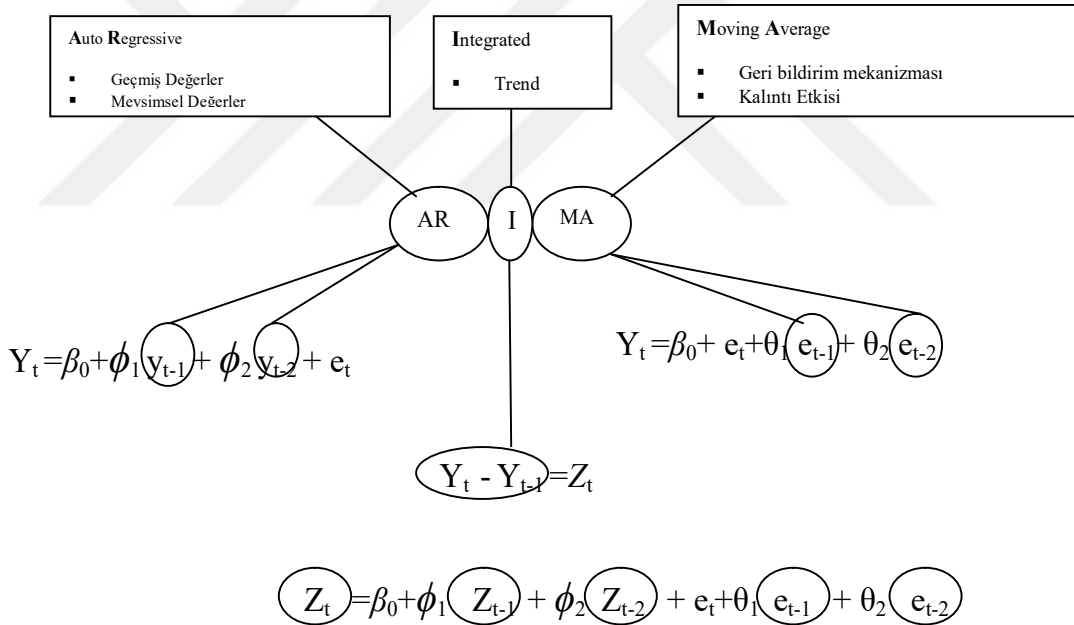 Auto Regressive
▪ Geçmiş Değerler
▪ Mevsimsel Değerler
Integrated
▪ Trend
Moving Average
▪ Geri bildirim mekanizması
▪ Kalıntı Etkisi
AR
I
MA
Yₜ=β₀+ϕ₁ yₜ₋₁+ ϕ₂ yₜ₋₂ + eₜ
Yₜ=β₀+ eₜ+θ₁ eₜ₋₁+ θ₂ eₜ₋₂
Yₜ - Yₜ₋₁=Zₜ
Zₜ=β₀+ϕ₁ Zₜ₋₁ + ϕ₂ Zₜ₋₂ + eₜ+θ₁ eₜ₋₁ + θ₂ eₜ₋₂